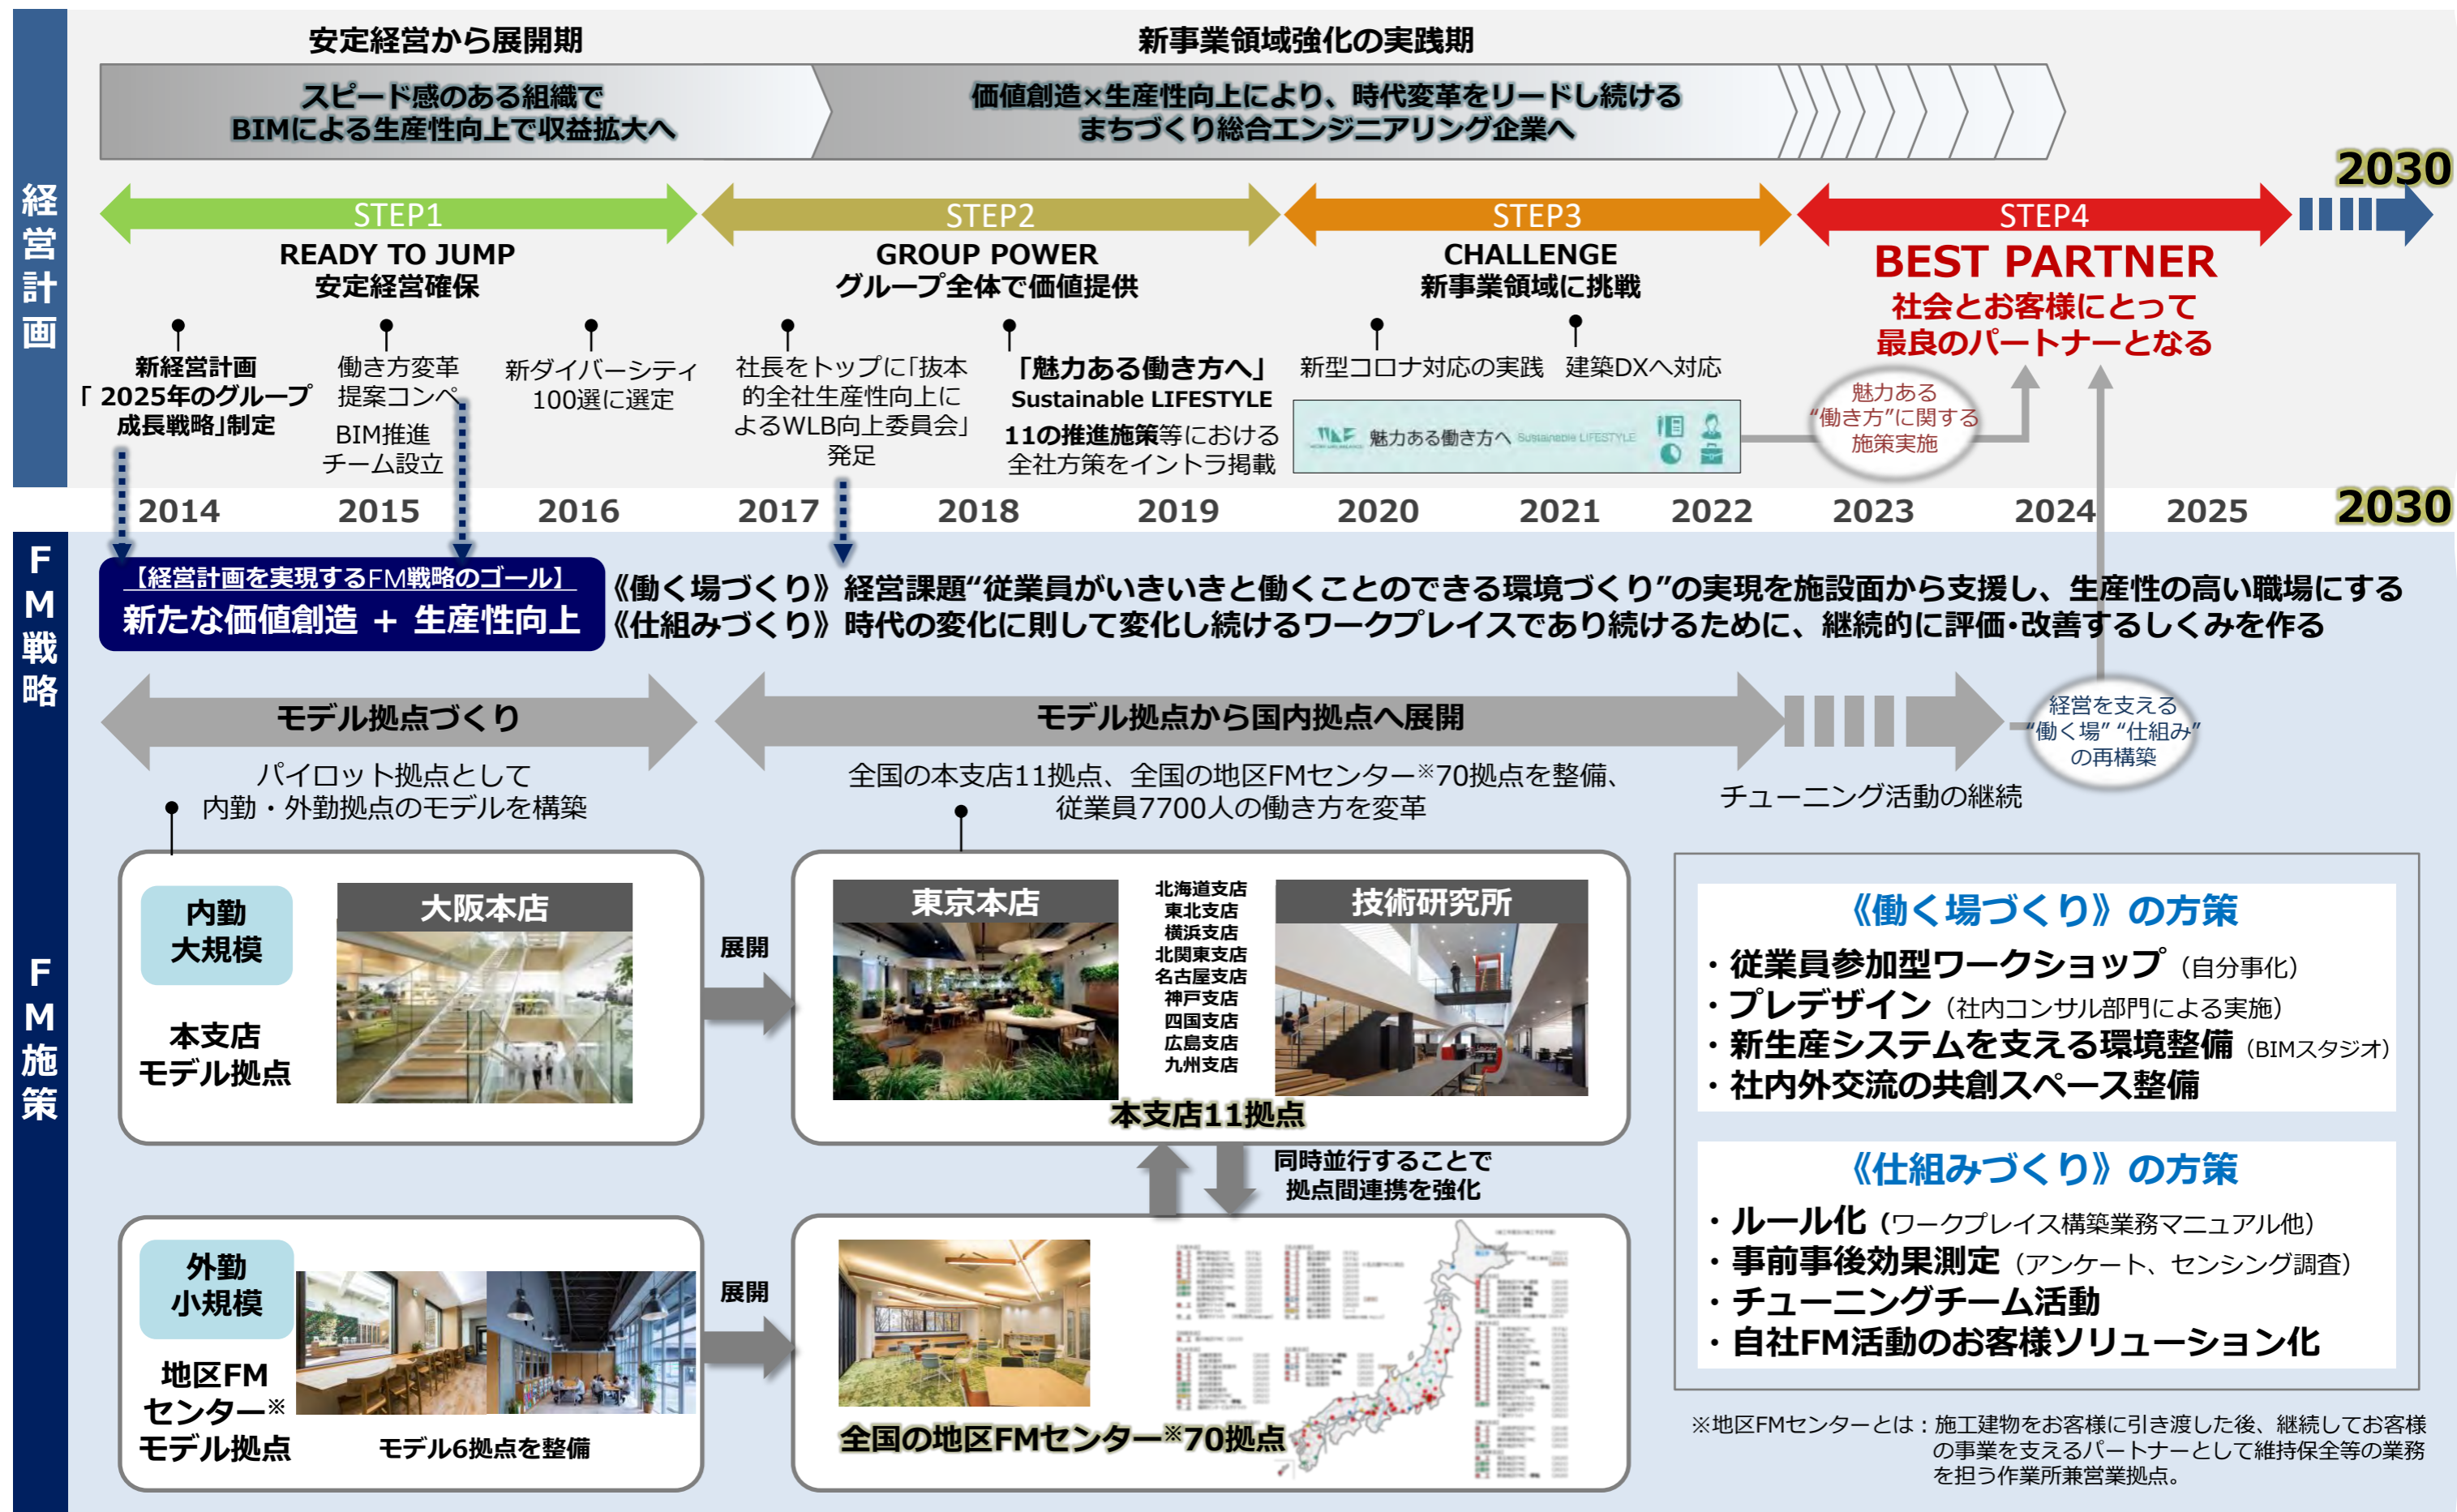 経営計画
安定経営から展開期
新事業領域強化の実践期
スピード感のある組織で
BIMによる生産性向上で収益拡大へ
価値創造×生産性向上により、時代変革をリードし続ける
まちづくり総合エンジニアリング企業へ
2030
STEP1
STEP2
STEP3
STEP4
READY TO JUMP
安定経営確保
GROUP POWER
グループ全体で価値提供
CHALLENGE
新事業領域に挑戦
BEST PARTNER
社会とお客様にとって
最良のパートナーとなる
新経営計画
「 2025年のグループ
成長戦略」制定
働き方変革
提案コンペ
BIM推進
チーム設立
新ダイバーシティ
100選に選定
社長をトップに「抜本
的全社生産性向上に
よるWLB向上委員会」
発足
「魅力ある働き方へ」
Sustainable LIFESTYLE
11の推進施策等における
全社方策をイントラ掲載
新型コロナ対応の実践
建築DXへ対応
魅力ある働き方へ Sustainable LIFESTYLE
魅力ある
“働き方”に関する
施策実施
2014 2015 2016 2017 2018 2019 2020 2021 2022 2023 2024 2025 2030
FM戦略
【経営計画を実現するFM戦略のゴール】
新たな価値創造 + 生産性向上
《働く場づくり》経営課題“従業員がいきいきと働くことのできる環境づくり”の実現を施設面から支援し、生産性の高い職場にする
《仕組みづくり》時代の変化に則して変化し続けるワークプレイスであり続けるために、継続的に評価・改善するしくみを作る
モデル拠点づくり
モデル拠点から国内拠点へ展開
経営を支える
“働く場” “仕組み”
の再構築
パイロット拠点として
内勤・外勤拠点のモデルを構築
全国の本支店11拠点、全国の地区FMセンター※70拠点を整備、
従業員7700人の働き方を変革
チューニング活動の継続
FM施策
内勤
大規模
本支店
モデル拠点
大阪本店
展開
東京本店
北海道支店
東北支店
横浜支店
北関東支店
名古屋支店
神戸支店
四国支店
広島支店
九州支店
技術研究所
本支店11拠点
同時並行することで
拠点間連携を強化
外勤
小規模
地区FM
センター※
モデル拠点
モデル6拠点を整備
展開
全国の地区FMセンター※70拠点
《働く場づくり》の方策
・従業員参加型ワークショップ（自分事化）
・プレデザイン（社内コンサル部門による実施）
・新生産システムを支える環境整備（BIMスタジオ）
・社内外交流の共創スペース整備
《仕組みづくり》の方策
・ルール化（ワークプレイス構築業務マニュアル他）
・事前事後効果測定（アンケート、センシング調査）
・チューニングチーム活動
・自社FM活動のお客様ソリューション化
※地区FMセンターとは：施工建物をお客様に引き渡した後、継続してお客様
の事業を支えるパートナーとして維持保全等の業務
を担う作業所兼営業拠点。